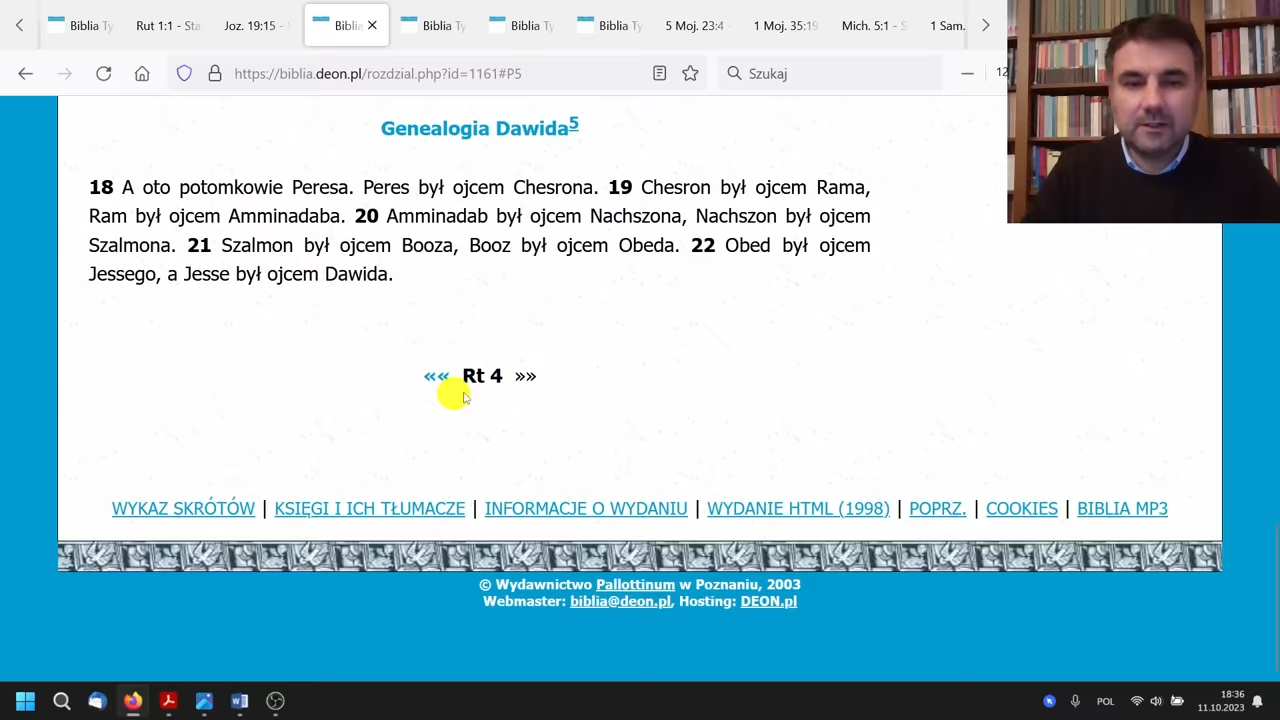 Biblia Ty
Rut 1:1 - Sta
Joz. 19:15 -
Biblia
Biblia Ty
Biblia Ty
Biblia Ty
5 Moj. 23:4
1 Moj. 35:19
Mich. 5:1 - S
1 Sam.
https://biblia.deon.pl/rozdzial.php?id=1161#P5
Szukaj
12
Genealogia Dawida5
18 A oto potomkowie Peresa. Peres był ojcem Chesrona. 19 Chesron był ojcem Rama,
Ram był ojcem Amminadaba. 20 Amminadab był ojcem Nachszona, Nachszon był ojcem
Szalmona. 21 Szalmon był ojcem Booza, Booz był ojcem Obeda. 22 Obed był ojcem
Jessego, a Jesse był ojcem Dawida.
«« Rt 4 »»
WYKAZ SKRÓTÓW | KSIĘGI I ICH TŁUMACZE | INFORMACJE O WYDANIU | WYDANIE HTML (1998) | POPRZ. | COOKIES | BIBLIA MP3
© Wydawnictwo Pallottinum w Poznaniu, 2003
Webmaster: biblia@deon.pl, Hosting: DEON.pl
POL
18:36
11.10.2023